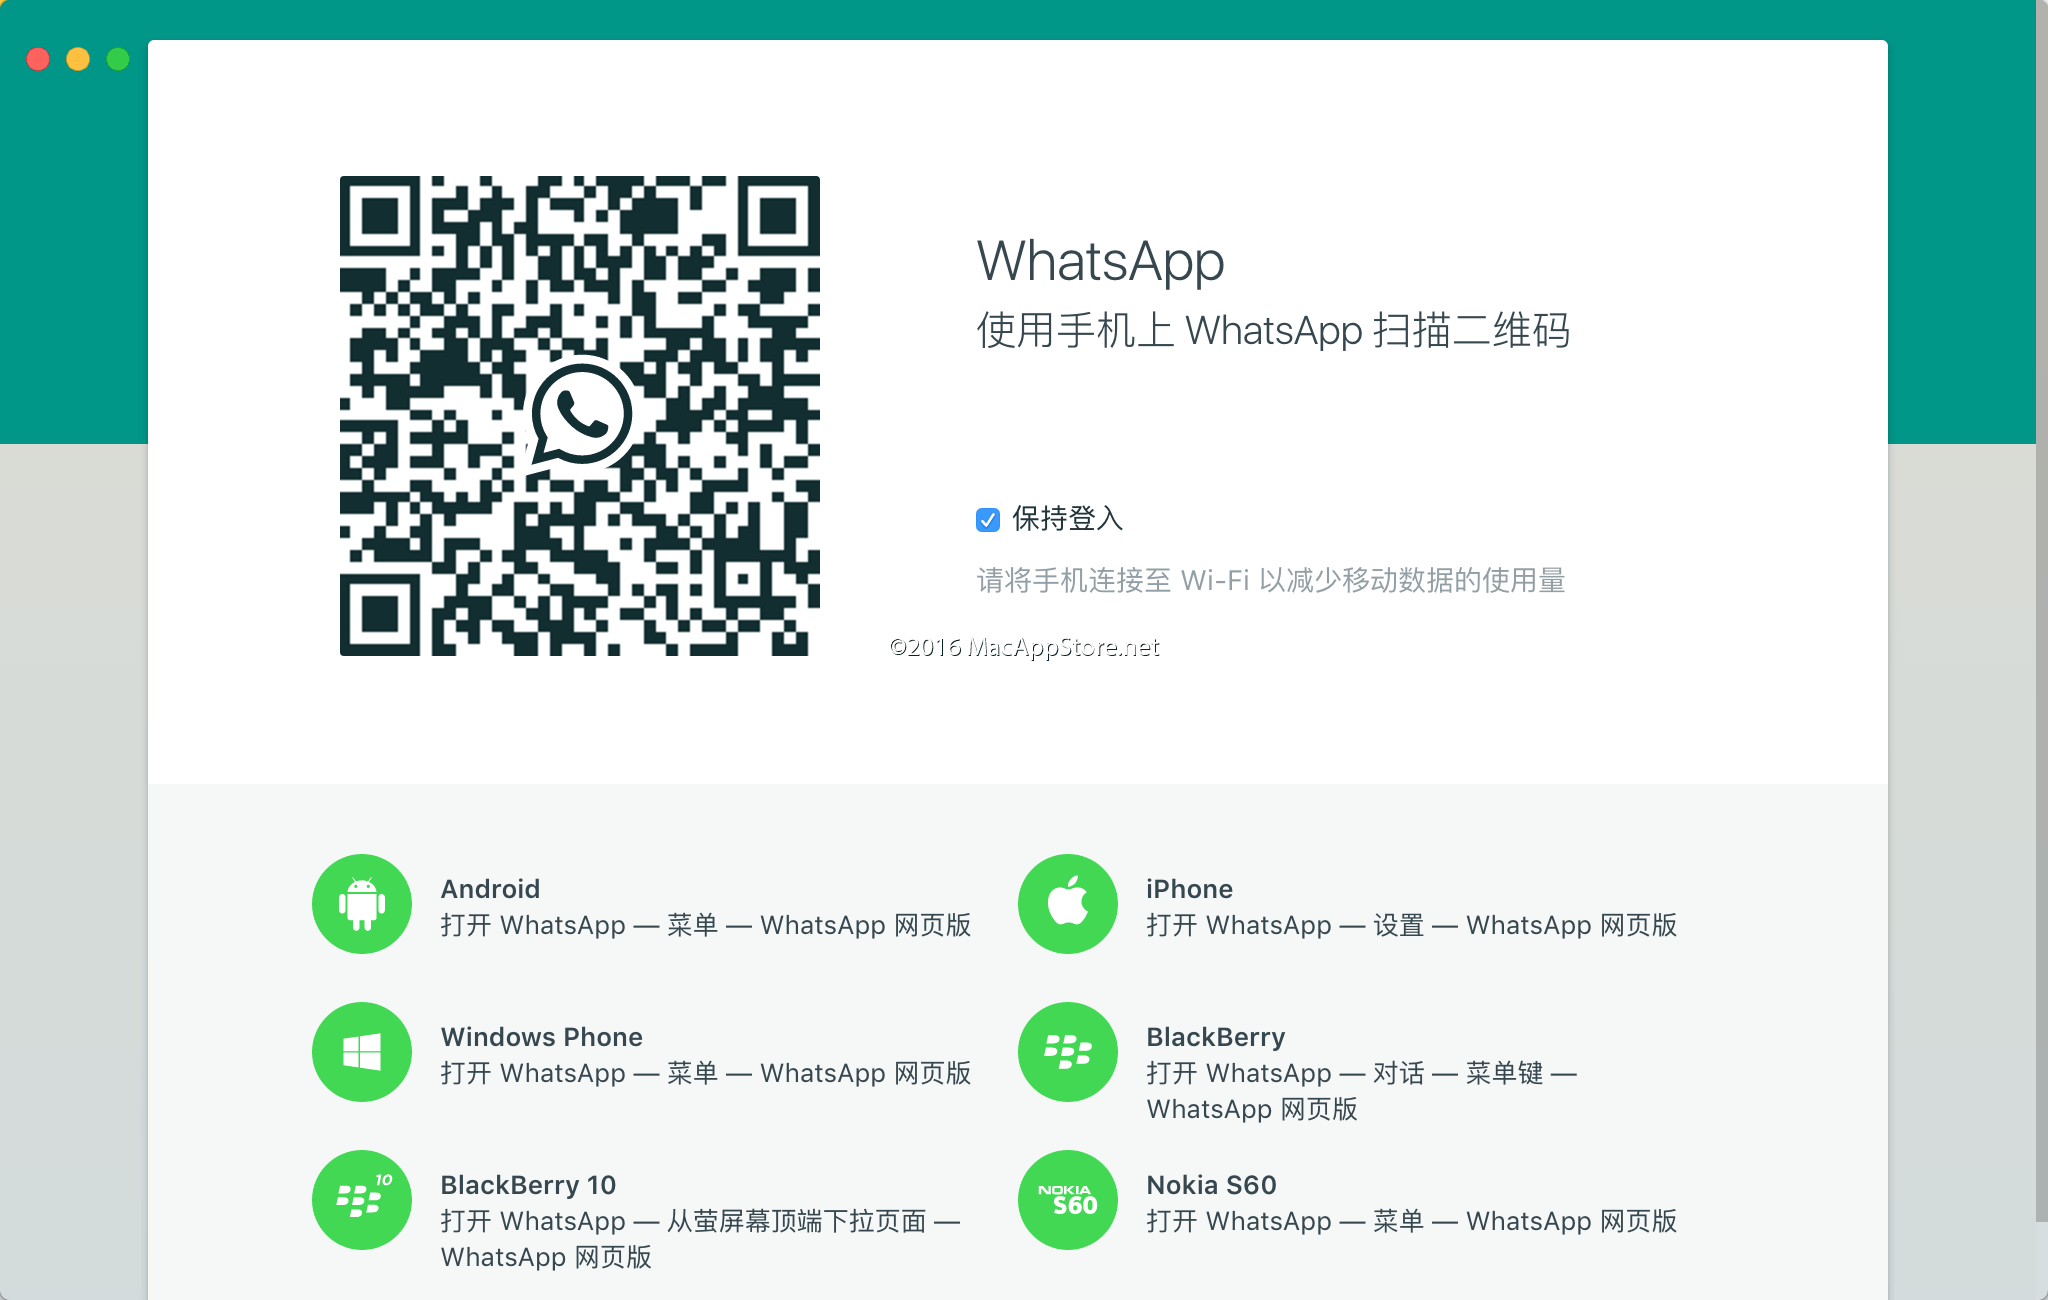 WhatsApp
使用手机上 WhatsApp 扫描二维码
保持登入
请将手机连接至 Wi-Fi 以减少移动数据的使用量
©2016 MacAppStore.net
Android
打开 WhatsApp — 菜单 — WhatsApp 网页版
iPhone
打开 WhatsApp — 设置 — WhatsApp 网页版
Windows Phone
打开 WhatsApp — 菜单 — WhatsApp 网页版
BlackBerry
打开 WhatsApp — 对话 — 菜单键 —
WhatsApp 网页版
10
BlackBerry 10
打开 WhatsApp — 从萤屏幕顶端下拉页面 —
WhatsApp 网页版
NOKIA
S60
Nokia S60
打开 WhatsApp — 菜单 — WhatsApp 网页版